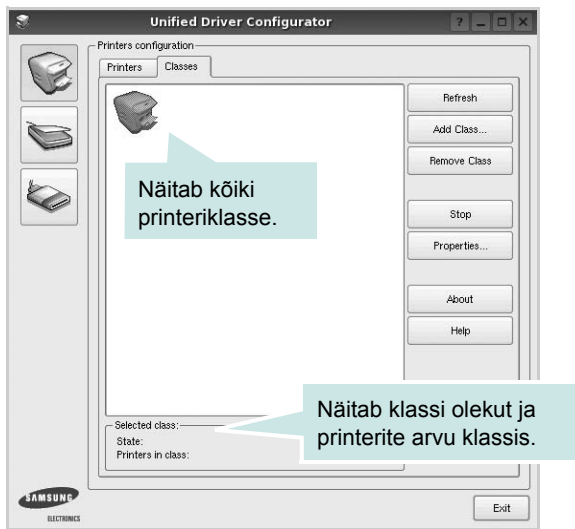 Unified Driver Configurator
Printers configuration
Printers Classes
Refresh
Add Class...
Remove Class
Näitab kõiki
printeriklasse.
Stop
Properties...
About
Help
Näitab klassi olekut ja
printerite arvu klassis.
Selected class:
State:
Printers in class:
SAMSUNG
ELECTRONICS
Exit